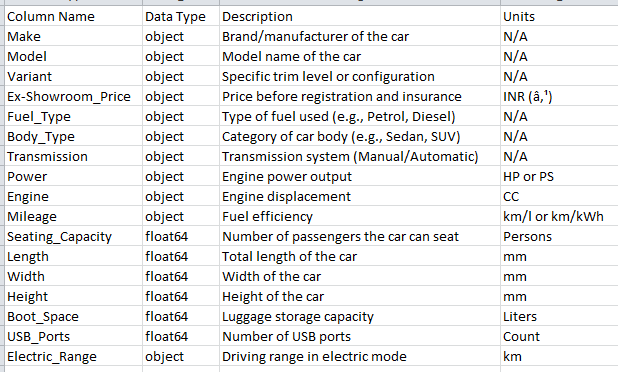 Column Name Data Type Description Units
Make object Brand/manufacturer of the car N/A
Model object Model name of the car N/A
Variant object Specific trim level or configuration N/A
Ex-Showroom_Price object Price before registration and insurance INR (â‚¹)
Fuel_Type object Type of fuel used (e.g., Petrol, Diesel) N/A
Body_Type object Category of car body (e.g., Sedan, SUV) N/A
Transmission object Transmission system (Manual/Automatic) N/A
Power object Engine power output HP or PS
Engine object Engine displacement CC
Mileage object Fuel efficiency km/l or km/kWh
Seating_Capacity float64 Number of passengers the car can seat Persons
Length float64 Total length of the car mm
Width float64 Width of the car mm
Height float64 Height of the car mm
Boot_Space float64 Luggage storage capacity Liters
USB_Ports float64 Number of USB ports Count
Electric_Range object Driving range in electric mode km